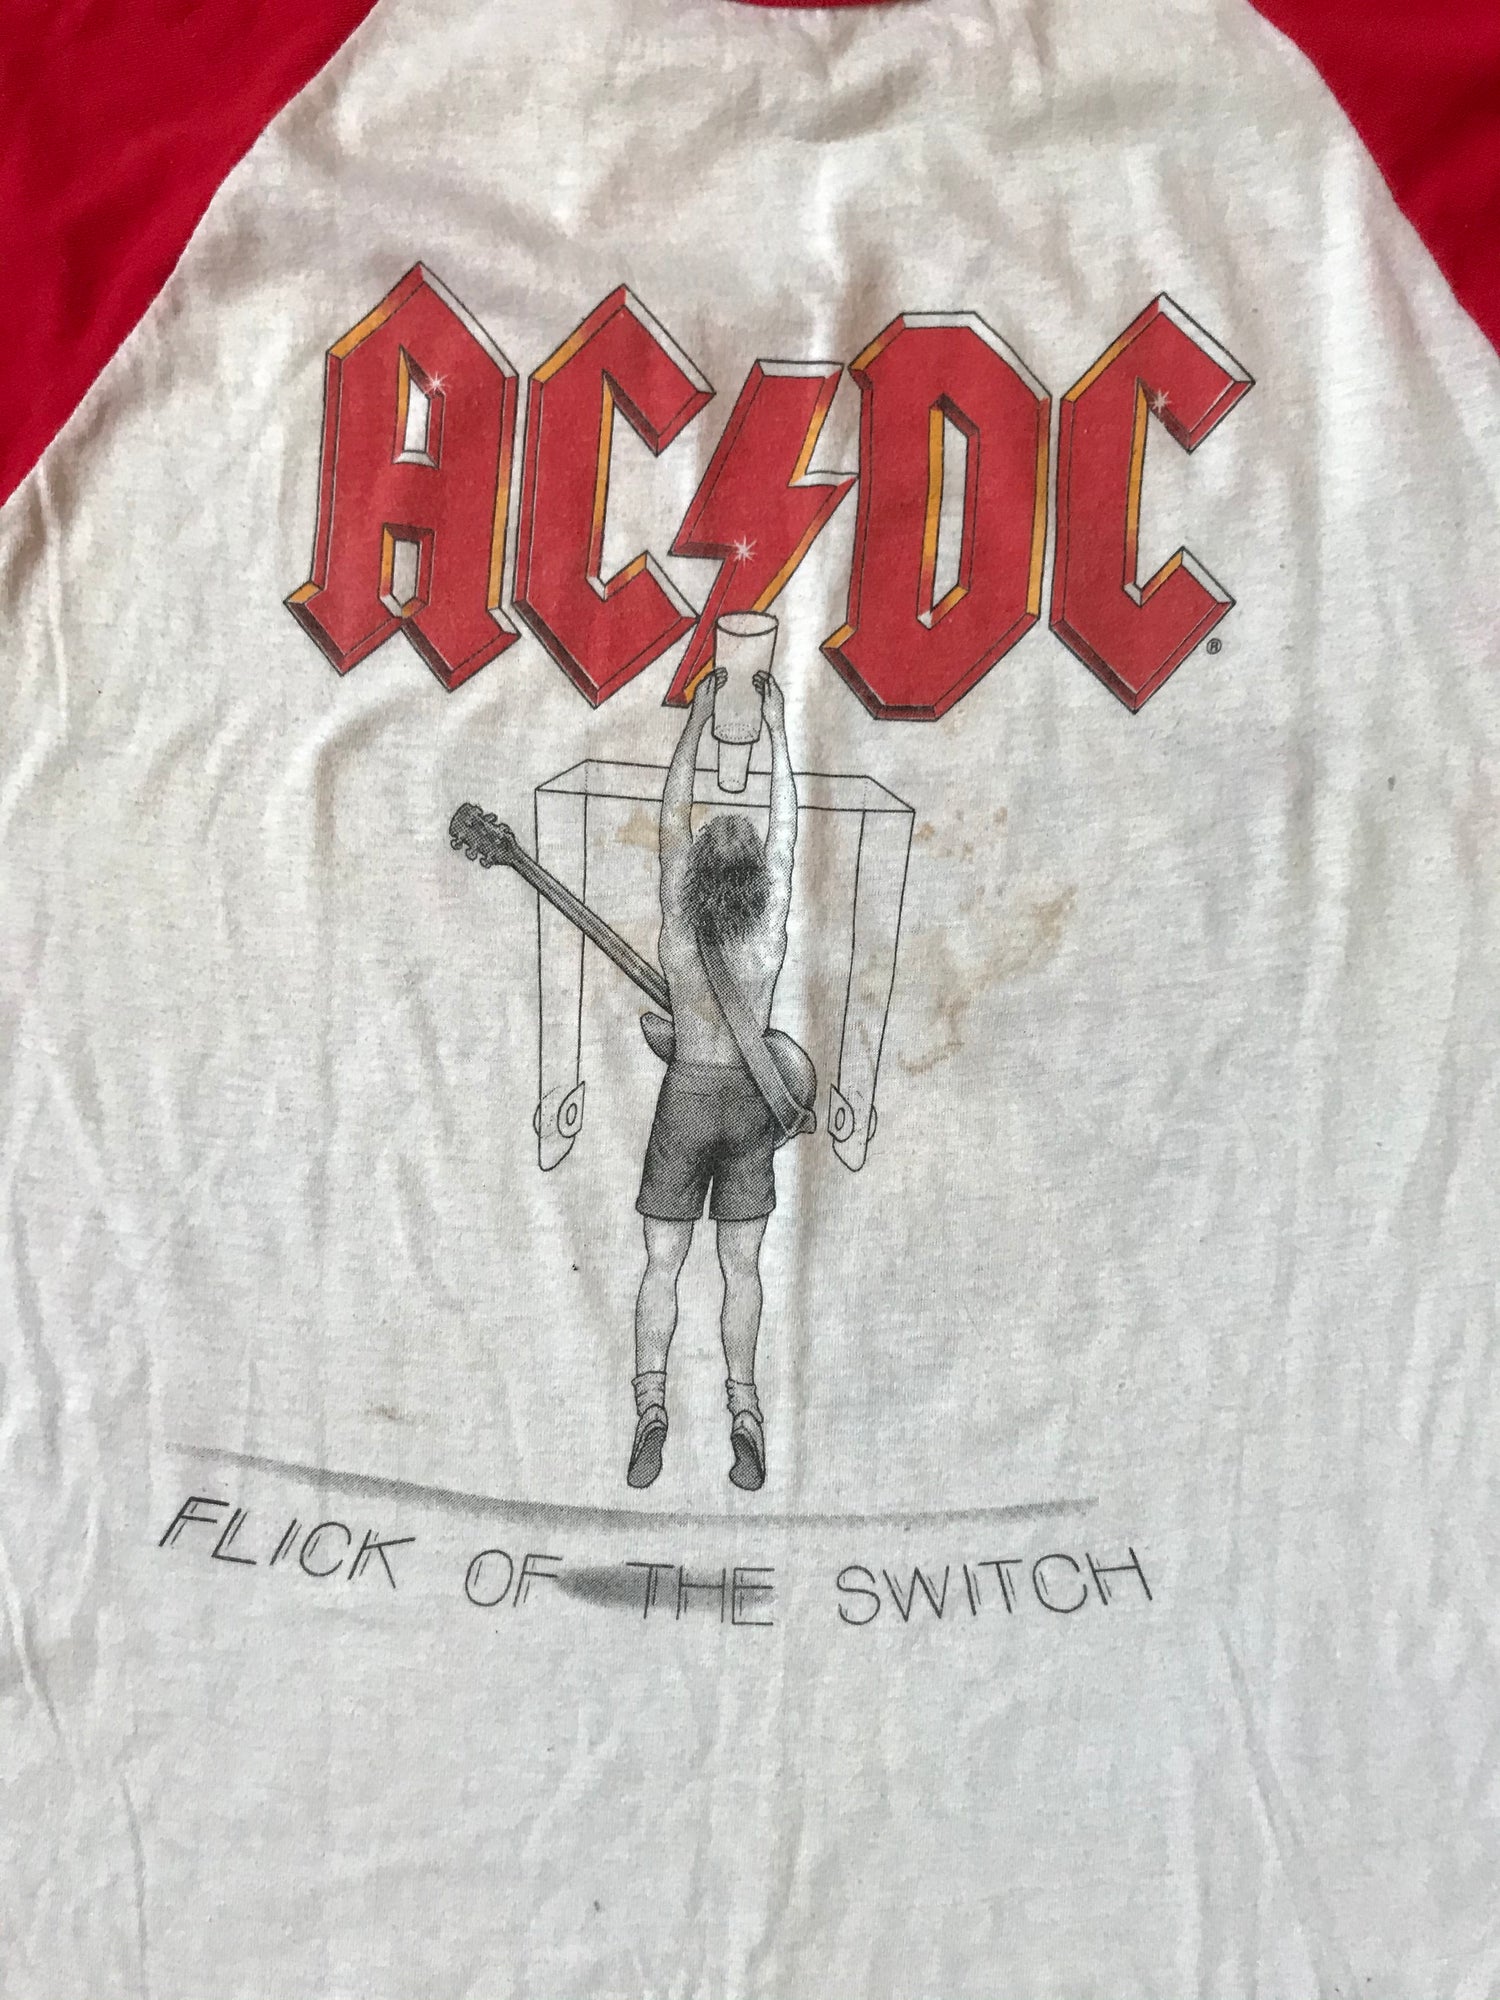 AC⚡DC
®
FLICK OF THE SWITCH